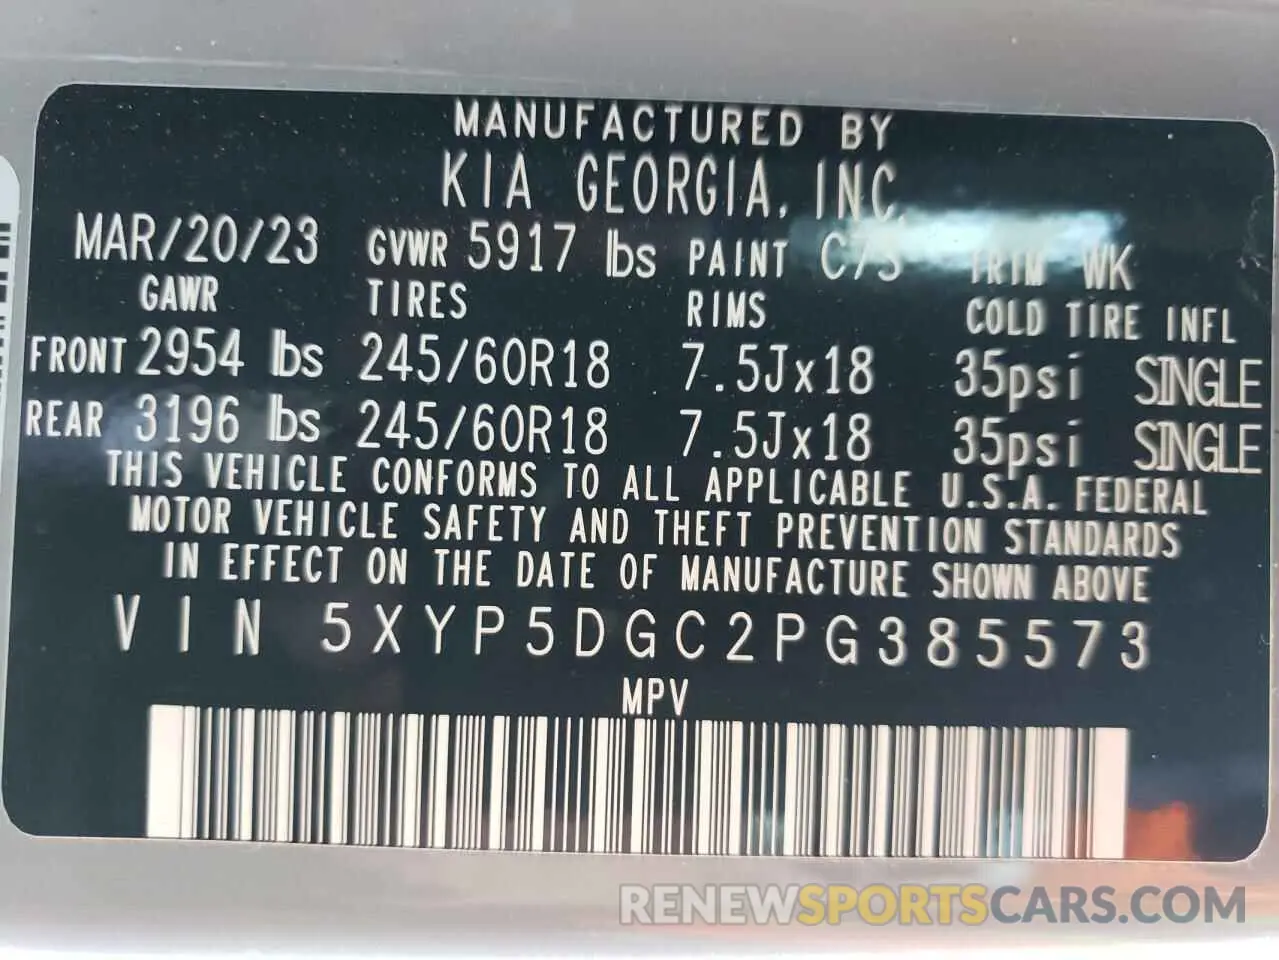 MANUFACTURED BY
KIA GEORGIA, INC.
MAR/20/23 GVWR 5917 lbs PAINT C7S TRIM WK
GAWR TIRES RIMS COLD TIRE INFL
FRONT 2954 lbs 245/60R18 7.5Jx18 35psi SINGLE
REAR 3196 lbs 245/60R18 7.5Jx18 35psi SINGLE
THIS VEHICLE CONFORMS TO ALL APPLICABLE U.S.A. FEDERAL
MOTOR VEHICLE SAFETY AND THEFT PREVENTION STANDARDS
IN EFFECT ON THE DATE OF MANUFACTURE SHOWN ABOVE
VIN 5XYP5DGC2PG385573
MPV
RENEWSPORTSCARS.COM